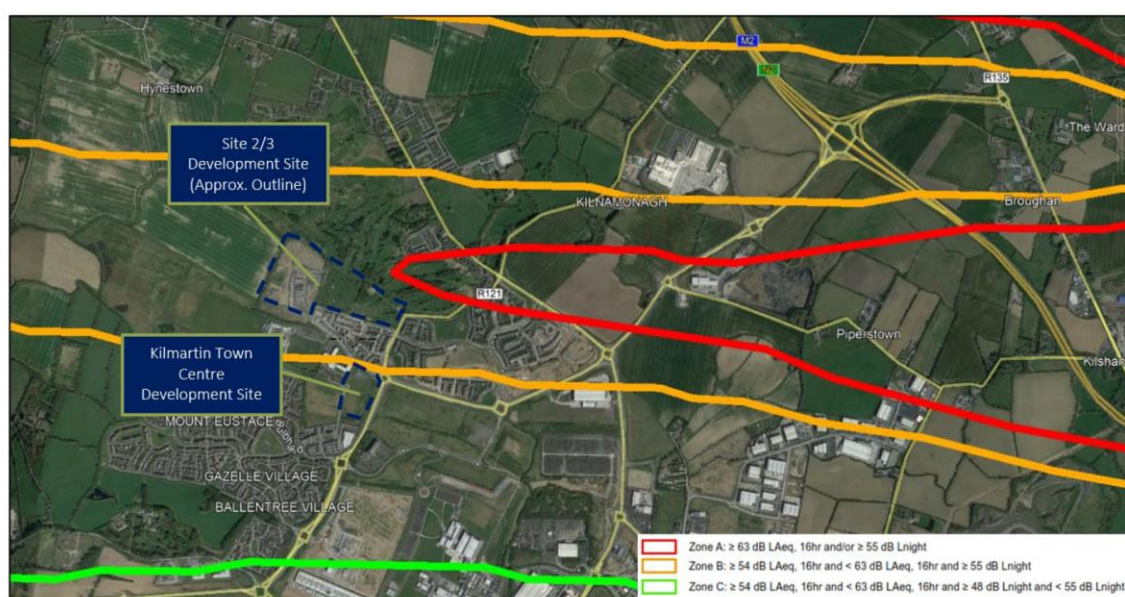 M2
M2
R135
Hynestown
The Ward
Site 2/3
Development Site
(Approx. Outline)
KILNAMONAGH
Broughan
R121
Piperstown
Kilmartin Town
Centre
Development Site
Kilshan
MOUNT EUSTACE
GAZELLE VILLAGE
BALLENTREE VILLAGE
Zone A: ≥ 63 dB LAeq, 16hr and/or ≥ 55 dB Lnight
Zone B: ≥ 54 dB LAeq, 16hr and < 63 dB LAeq, 16hr and ≥ 55 dB Lnight
Zone C: ≥ 54 dB LAeq, 16hr and < 63 dB LAeq, 16hr and ≥ 48 dB Lnight and < 55 dB Lnight